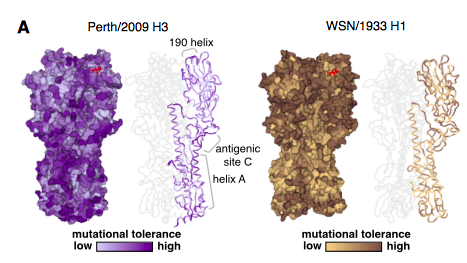 A
Perth/2009 H3
WSN/1933 H1
190 helix
antigenic
site C
helix A
mutational tolerance
low high
mutational tolerance
low high